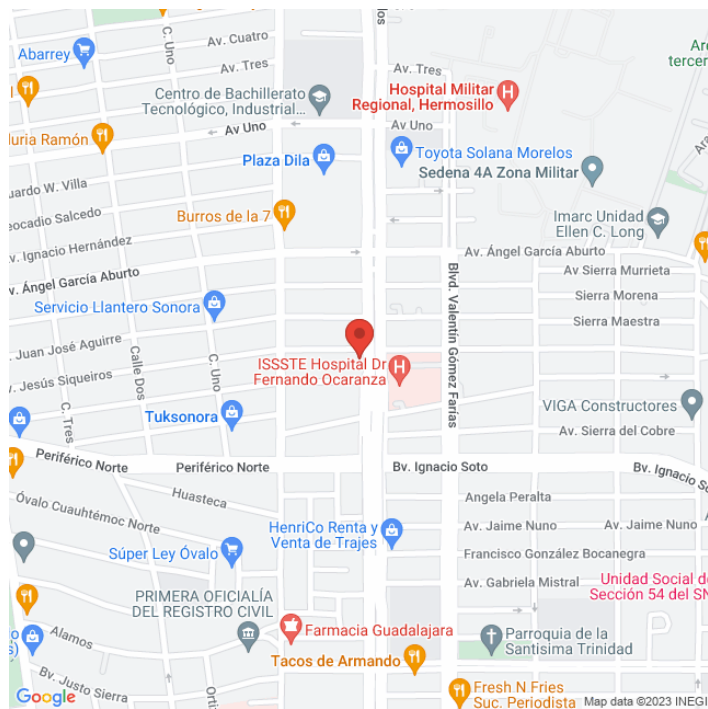 los
Av. Cuatro
C. Uno
Abarrey
Av. Tres
Av. Tres
Centro de Bachillerato
Tecnológico, Industrial...
Hospital Militar
Regional, Hermosillo
Av Uno
Av Uno
uria Ramón
Plaza Dila
Toyota Solana Morelos
Sedena 4A Zona Militar
uardo W. Villa
eocadio Salcedo
Burros de la 7
Imarc Unidad
Ellen C. Long
v. Ignacio Hernández
Av. Ángel García Aburto
v. Ángel García Aburto
Av Sierra Murrieta
Blvd. Valentín Gómez Farías
Sierra Morena
Servicio Llantero Sonora
Sierra Maestra
Juan José Aguirre
Calle Dos
C. Uno
ISSSTE Hospital Dr
Fernando Ocaranza
v. Jesús Siqueiros
C. Tres
VIGA Constructores
Tuksonora
Av. Sierra del Cobre
Periférico Norte
Periférico Norte
Bv. Ignacio Soto
Bv. Ignacio So
Huasteca
Angela Peralta
Óvalo Cuauhtémoc Norte
HenriCo Renta y
Venta de Trajes
Av. Jaime Nuno
Av. Jaime Nuno
Súper Ley Óvalo
Francisco González Bocanegra
Av. Gabriela Mistral
Unidad Social de
Sección 54 del SN
PRIMERA OFICIALÍA
DEL REGISTRO CIVIL
Farmacia Guadalajara
Alamos
Parroquia de la
Santisima Trinidad
Tacos de Armando
Bv. Justo Sierra
Ortiz
Fresh N Fries
Suc. Periodista
Google
Map data ©2023 INEGI